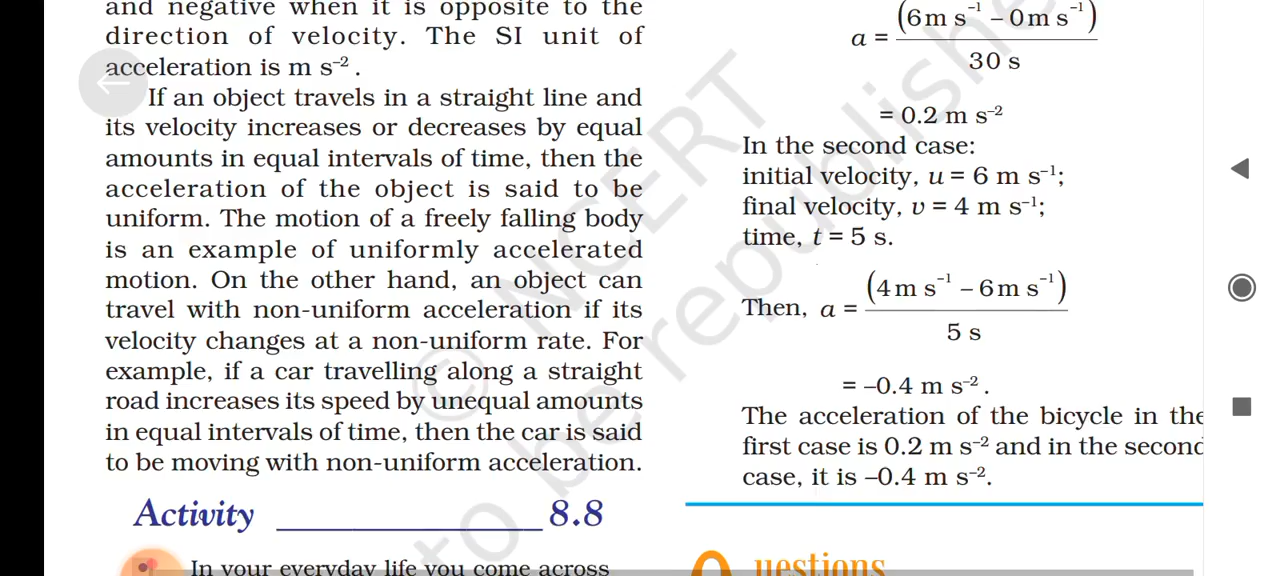 and negative when it is opposite to the
direction of velocity. The SI unit of
acceleration is m s⁻² .
If an object travels in a straight line and
its velocity increases or decreases by equal
amounts in equal intervals of time, then the
acceleration of the object is said to be
uniform. The motion of a freely falling body
is an example of uniformly accelerated
motion. On the other hand, an object can
travel with non-uniform acceleration if its
velocity changes at a non-uniform rate. For
example, if a car travelling along a straight
road increases its speed by unequal amounts
in equal intervals of time, then the car is said
to be moving with non-uniform acceleration.
Activity ______________ 8.8
In your everyday life you come across
a = (6 m s⁻¹ – 0 m s⁻¹) / 30 s
= 0.2 m s⁻²
In the second case:
initial velocity, u = 6 m s⁻¹;
final velocity, v = 4 m s⁻¹;
time, t = 5 s.
Then, a = (4 m s⁻¹ – 6 m s⁻¹) / 5 s
= –0.4 m s⁻² .
The acceleration of the bicycle in the
first case is 0.2 m s⁻² and in the second
case, it is –0.4 m s⁻².
Questions
© NCERT
to be republished